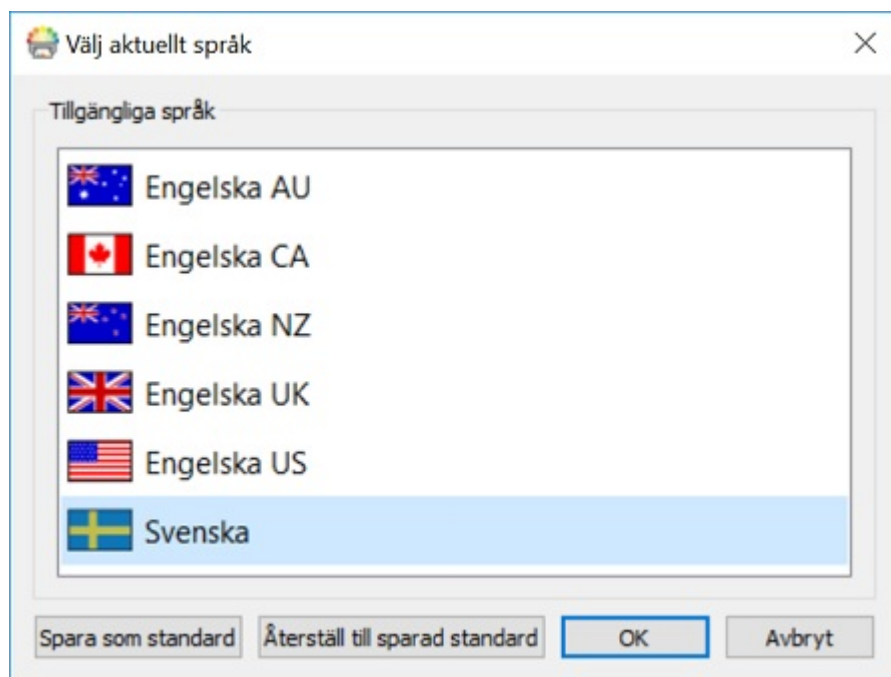 Välj aktuellt språk
Tillgängliga språk
Engelska AU
Engelska CA
Engelska NZ
Engelska UK
Engelska US
Svenska
Spara som standard Återställ till sparad standard OK Avbryt